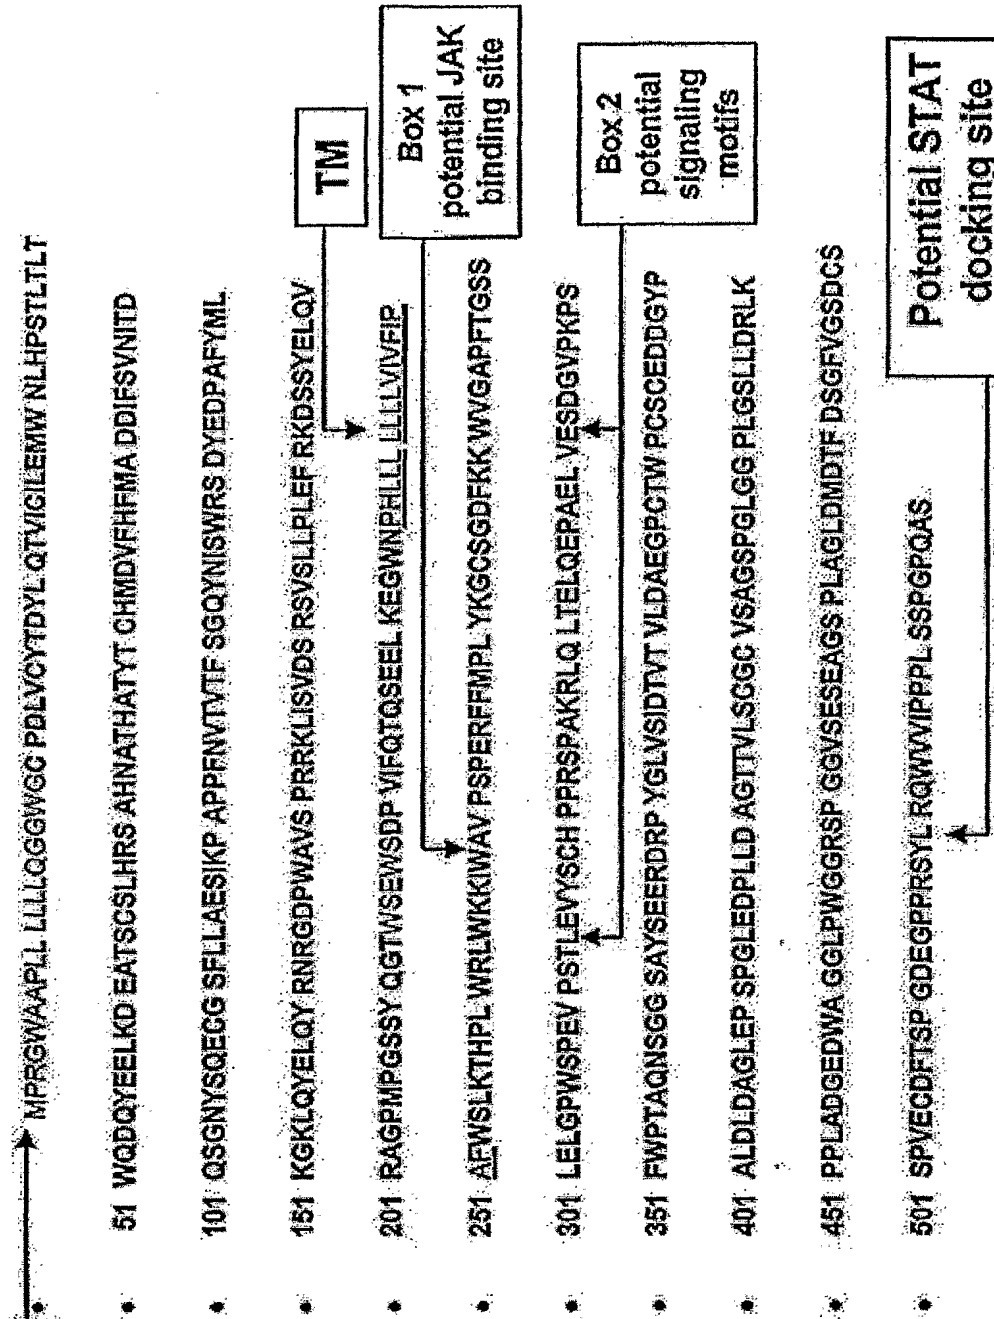 MPRGWAAPLL LLLLQGGWGC PDLVCYTDYL QTVICILEMW NLHPSTLTLT
51 WQDQYEELKD EATSCSLHRS AHNATHATYT CHMDVFHFMA DDIFSVNITD
101 QSGNYSQECG SFLLAESIKP APPFNVTVTF SGQYNISWRS DYEDPAFYML
151 KGKLQYELQY RNRGDPWAVS PRRKLISVDS RSVSLLPLEF RKDSSYELQV
TM
201 RAGPMPGSSY QGTWSEWSDP VIFQTQSEEL KEGWNPHLLL LLLLVIVFIP
Box 1
potential JAK
binding site
251 AFWSLKTHPL WRLWKKIWAV PSPERFFMPL YKGCSGDFKK WVGAPFTGSS
301 LELGPWSPEV PSTLEVYSCH PPRSPAKRLQ LTELQEPAEL VESDGVPKPS
Box 2
potential
signaling
motifs
351 FWPTAQNSGG SAYSEERDRP YGLVSIDTVT VLDAEGPCTW PCSCEDDGYP
401 ALDLDAGLEP SPGLEDPLLD AGTTVLSCGC VSAGSPGLGG PLGSLLDRLK
451 PPLADGEDWA GGLPWGGRSP GGVSESEAGS PLAGLDMDTF DSGFVGSDCS
501 SPVECDFTSP GDEGPPRSYL RQWVVIPPPL SSPGPQAS
Potential STAT
docking site